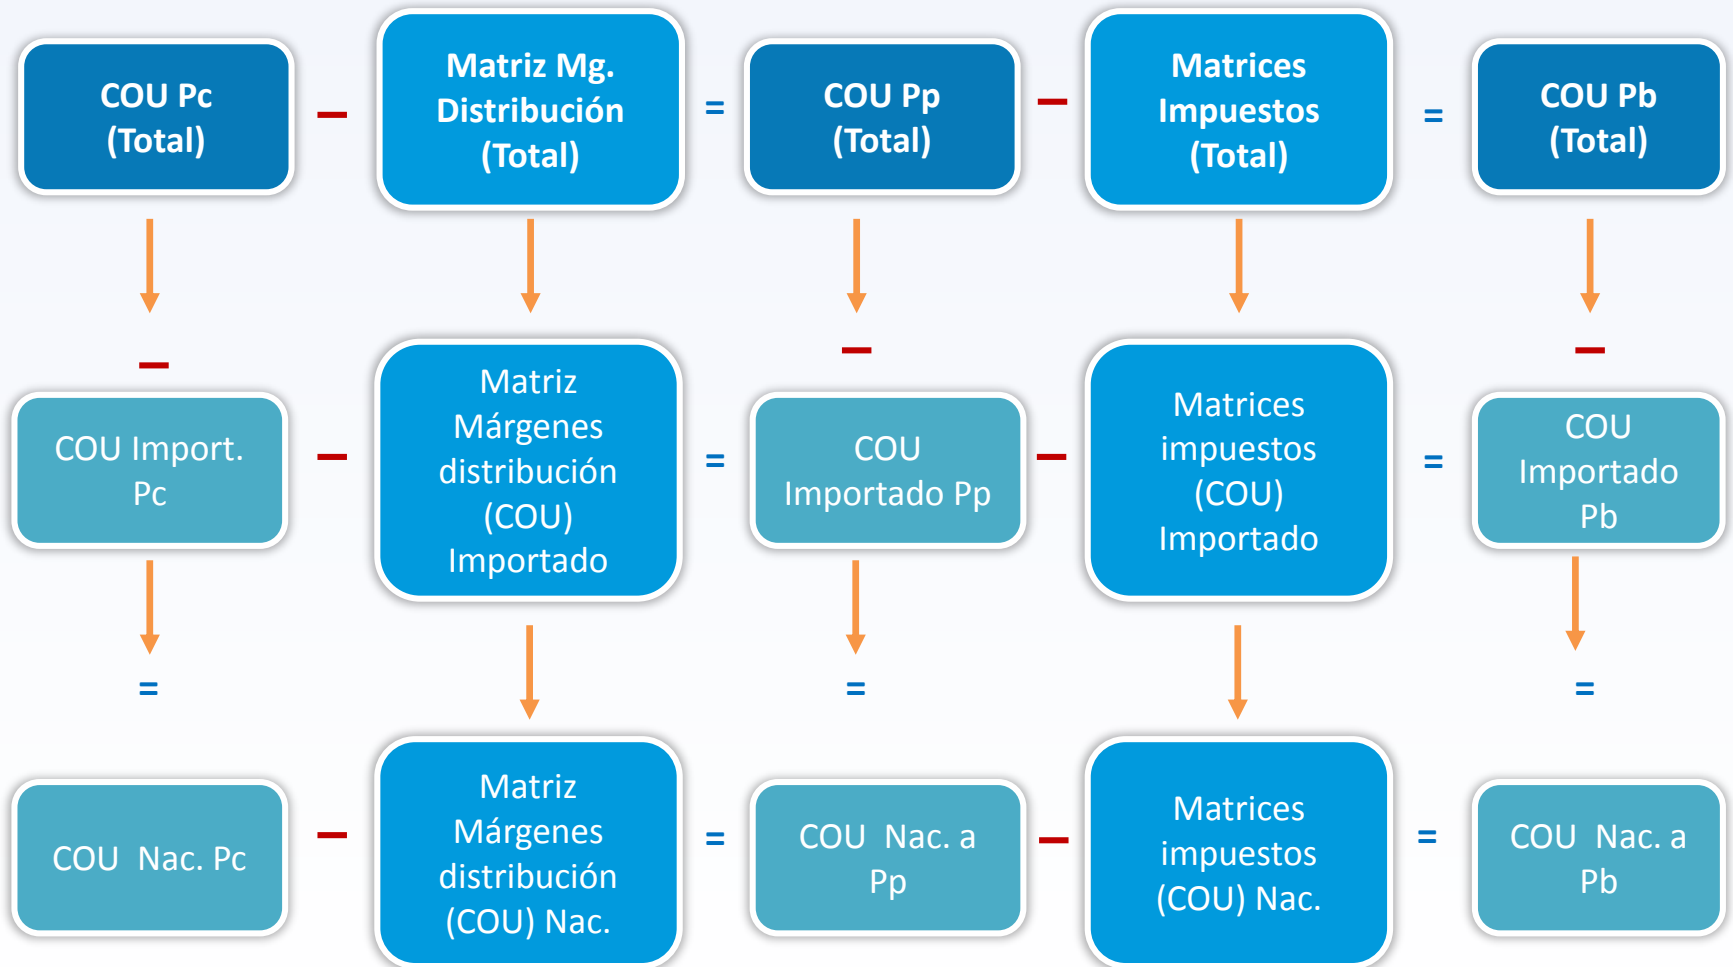 COU Pc
(Total)
–
Matriz Mg.
Distribución
(Total)
=
COU Pp
(Total)
–
Matrices
Impuestos
(Total)
=
COU Pb
(Total)
–
–
–
COU Import.
Pc
–
Matriz
Márgenes
distribución
(COU)
Importado
=
COU
Importado Pp
–
Matrices
impuestos
(COU)
Importado
=
COU
Importado
Pb
=
=
=
COU Nac. Pc
–
Matriz
Márgenes
distribución
(COU) Nac.
=
COU Nac. a
Pp
–
Matrices
impuestos
(COU) Nac.
=
COU Nac. a
Pb